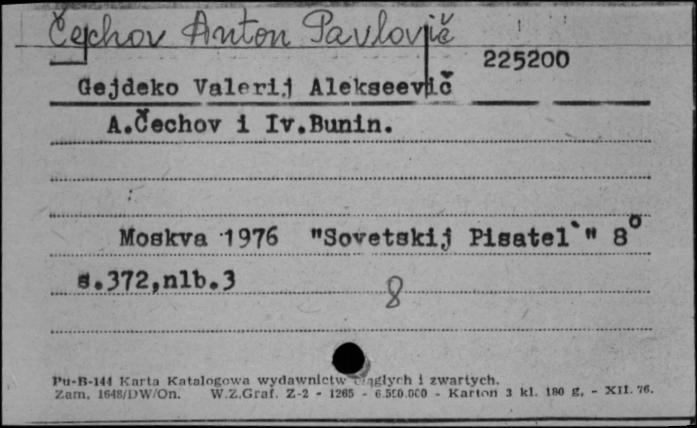 Čechov Anton Pavlovič
225200
Gejdeko Valerij Alekseevič
A.Čechov i Iv.Bunin.
Moskva 1976 "Sovetskij Pisatel`" 8°
s.372,nlb.3
8
Pu-B-144 Karta Katalogowa wydawnictw ciągłych i zwartych.
Zam. 1648/DW/On. W.Z.Graf. Z-2 - 1265 - 6.500.000 - Karton 3 kl. 180 g. - XII. 76.